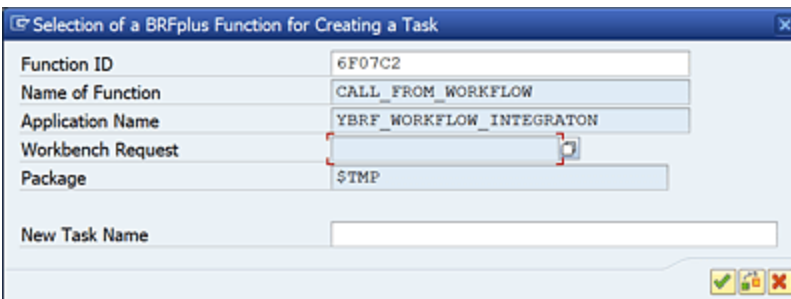 Selection of a BRFplus Function for Creating a Task
Function ID 6F07C2
Name of Function CALL_FROM_WORKFLOW
Application Name YBRF_WORKFLOW_INTEGRATON
Workbench Request
Package $TMP
New Task Name